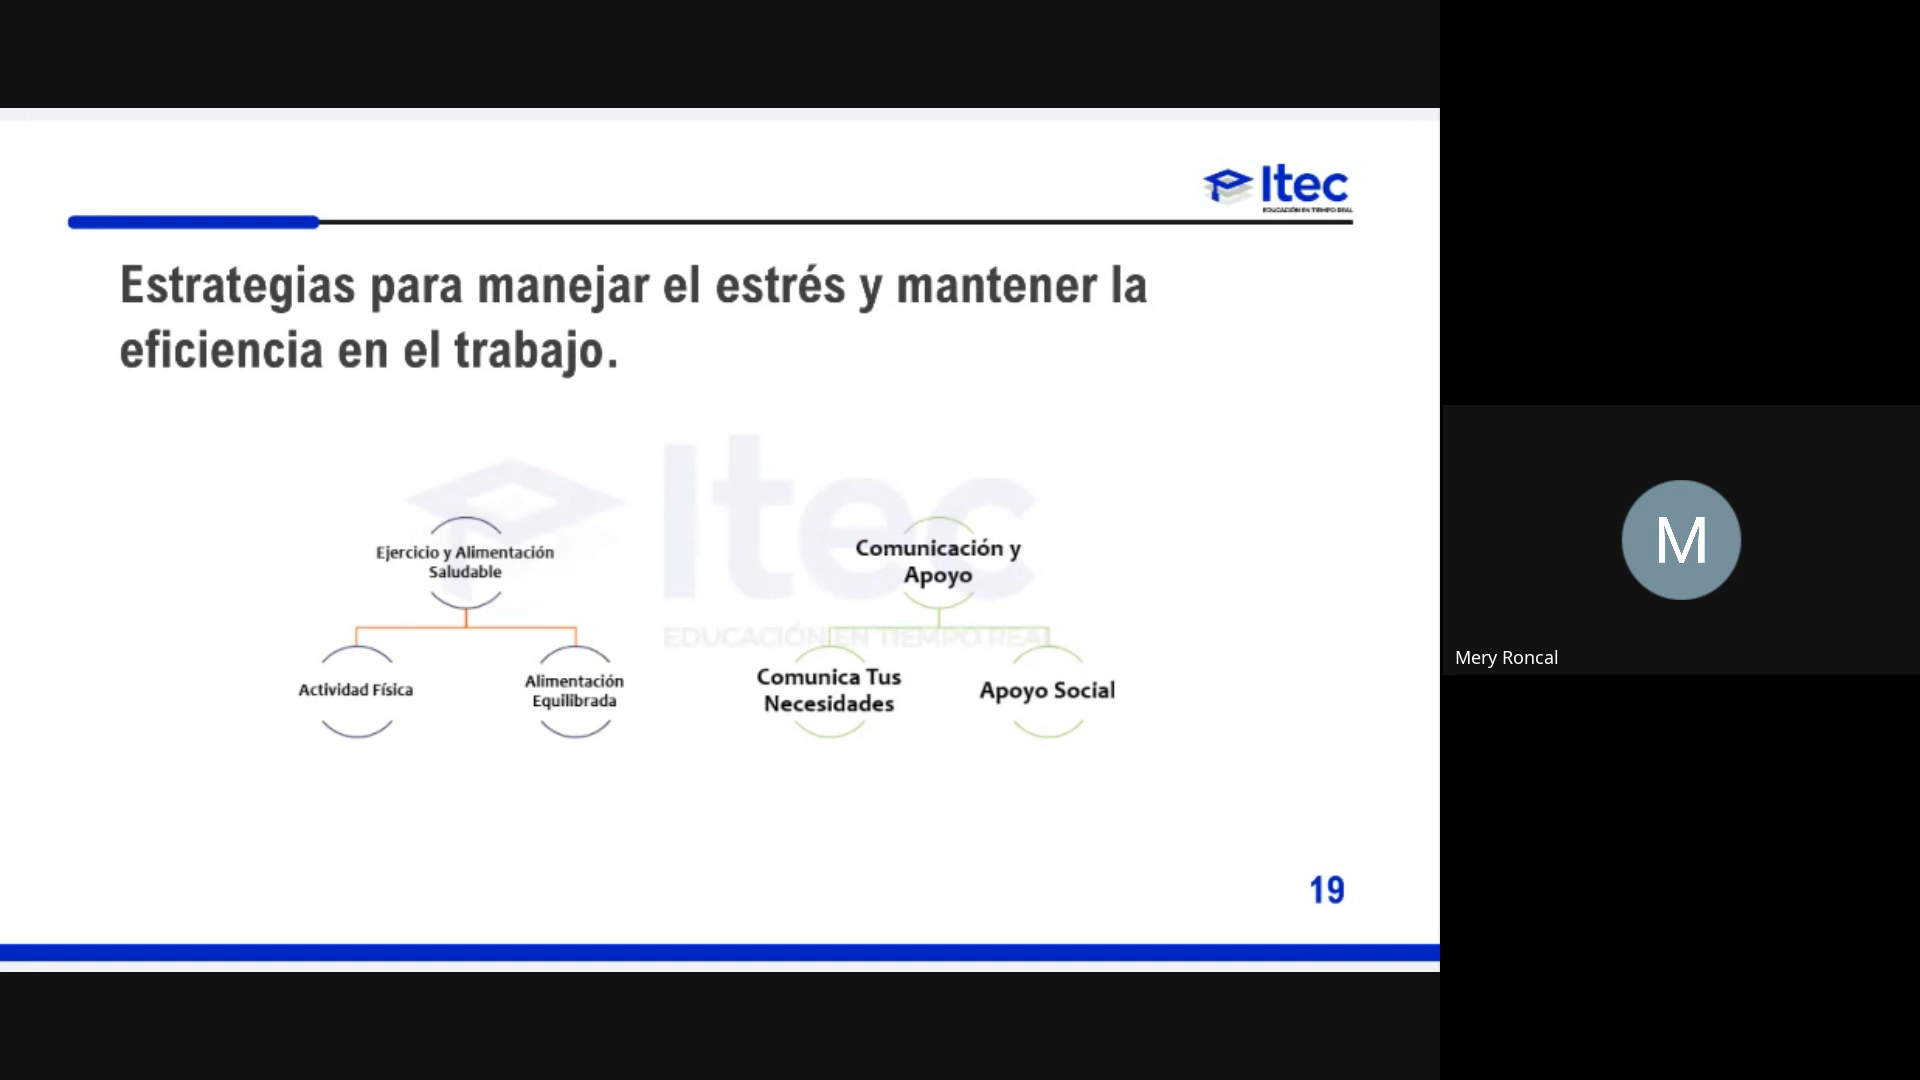 Itec
EDUCACIÓN EN TIEMPO REAL
Estrategias para manejar el estrés y mantener la
eficiencia en el trabajo.
Itec
EDUCACIÓN EN TIEMPO REAL
Ejercicio y Alimentación
Saludable
Actividad Física
Alimentación
Equilibrada
Comunicación y
Apoyo
Comunica Tus
Necesidades
Apoyo Social
19
M
Mery Roncal